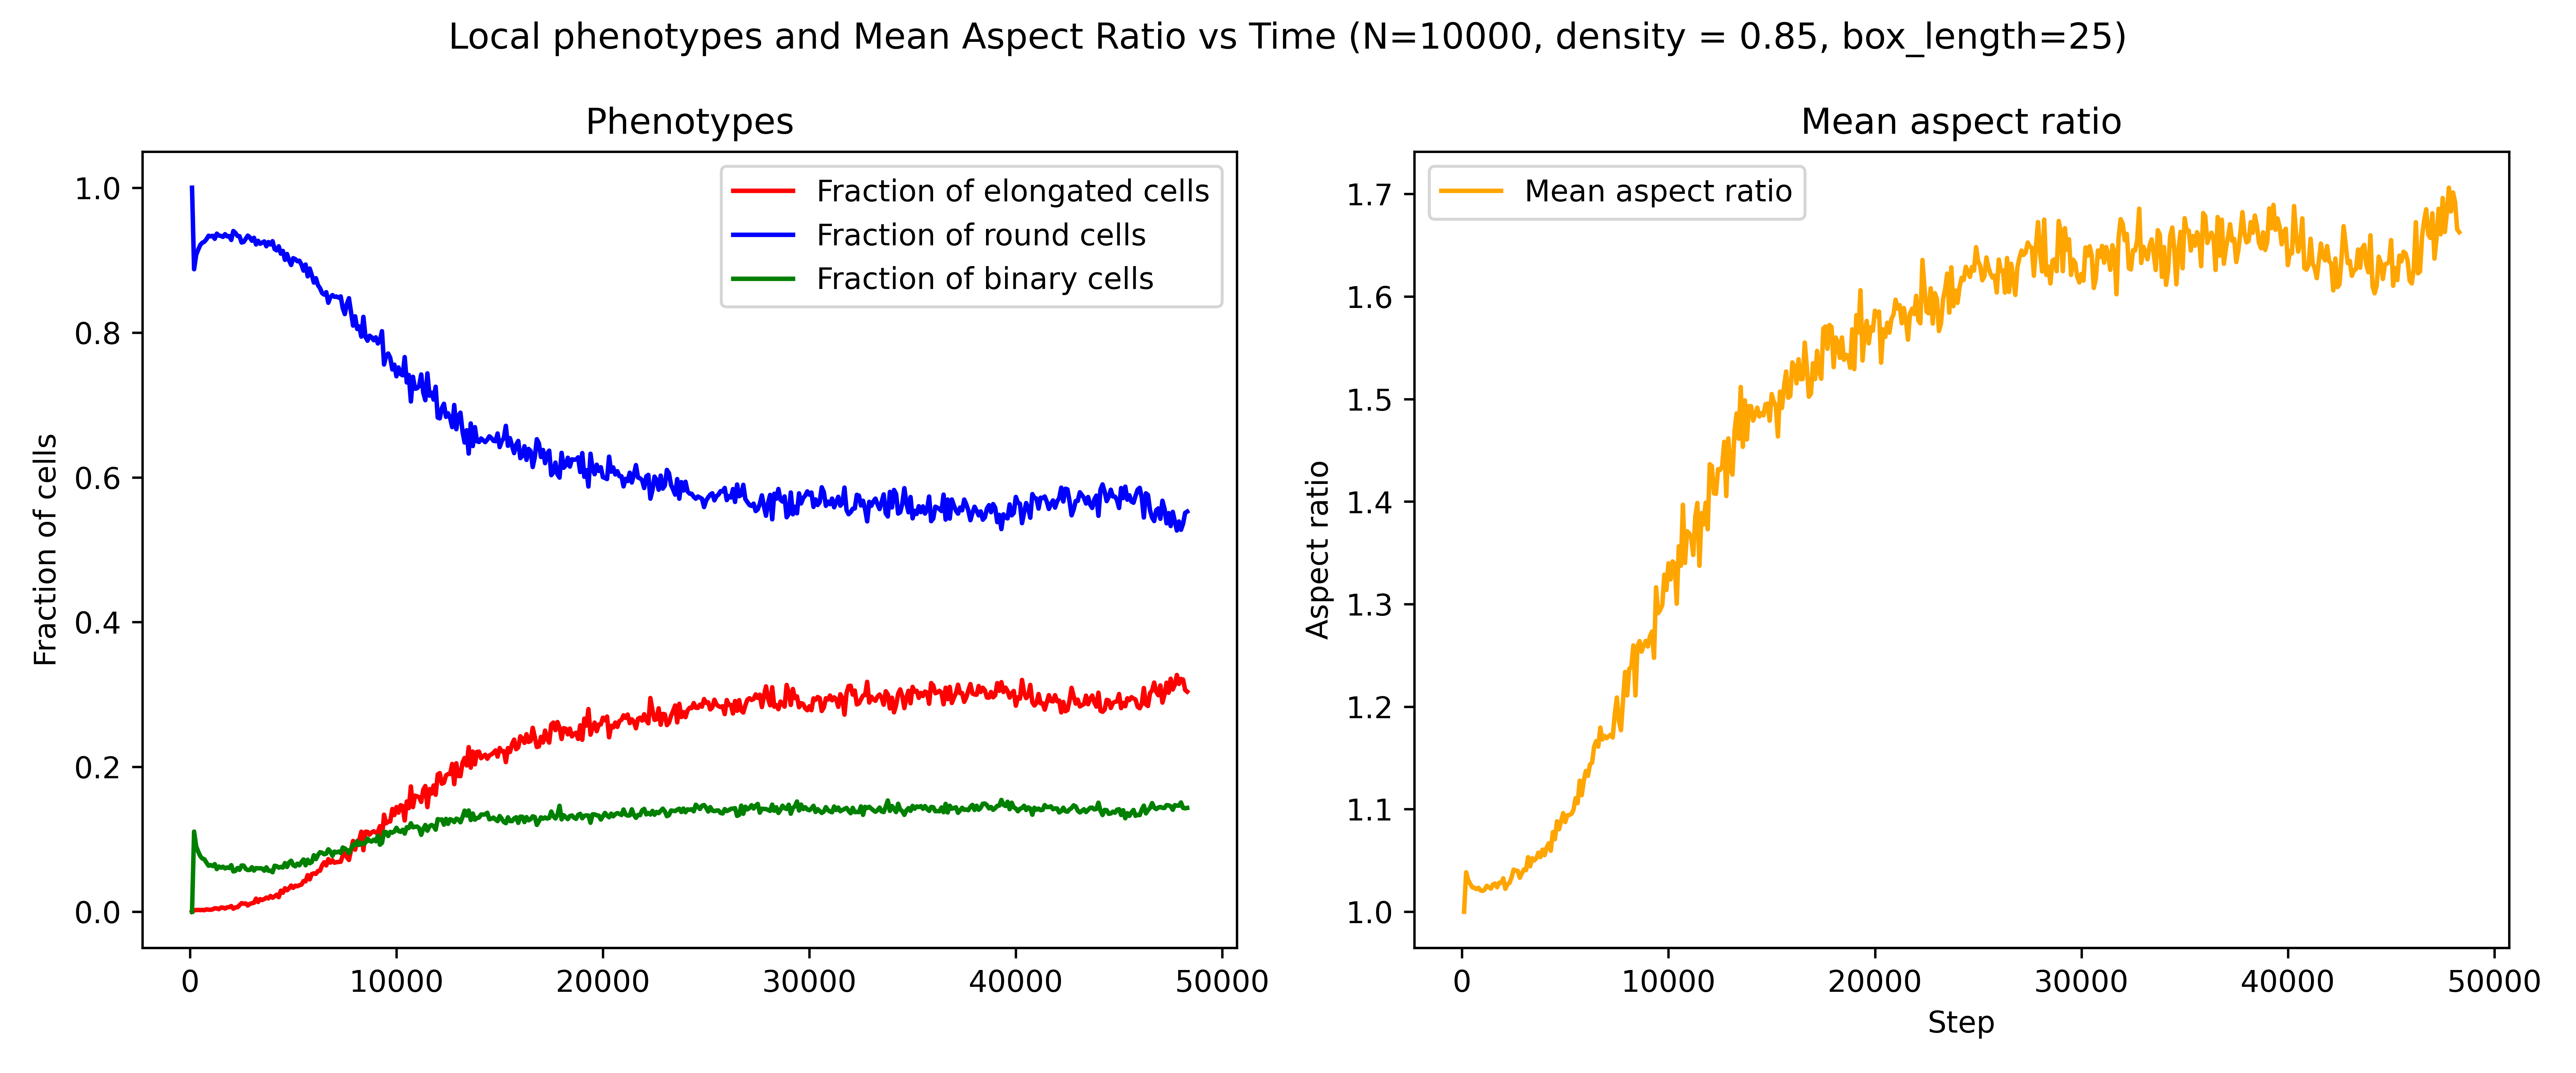 Local phenotypes and Mean Aspect Ratio vs Time (N=10000, density = 0.85, box_length=25)
Phenotypes
Fraction of elongated cells
Fraction of round cells
Fraction of binary cells
Fraction of cells
1.0
0.8
0.6
0.4
0.2
0.0
0
10000
20000
30000
40000
50000
Mean aspect ratio
Mean aspect ratio
Aspect ratio
1.7
1.6
1.5
1.4
1.3
1.2
1.1
1.0
0
10000
20000
30000
40000
50000
Step